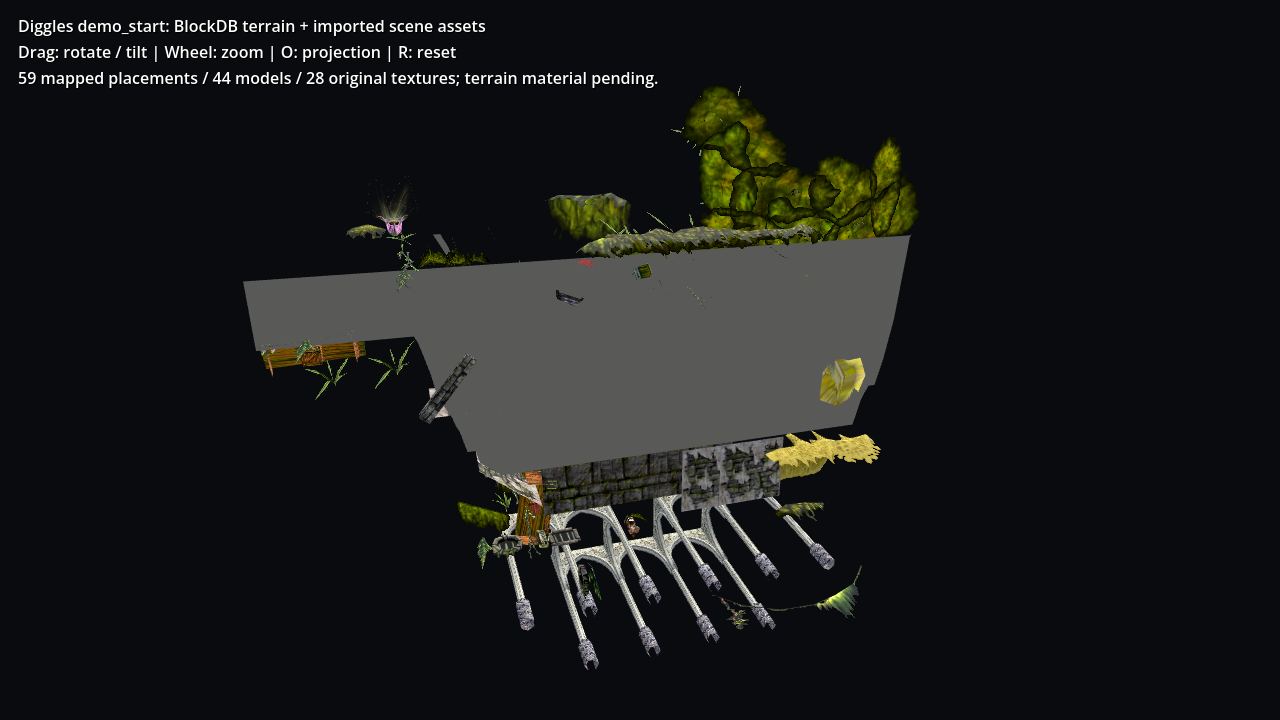 Diggles demo_start: BlockDB terrain + imported scene assets
Drag: rotate / tilt | Wheel: zoom | O: projection | R: reset
59 mapped placements / 44 models / 28 original textures; terrain material pending.